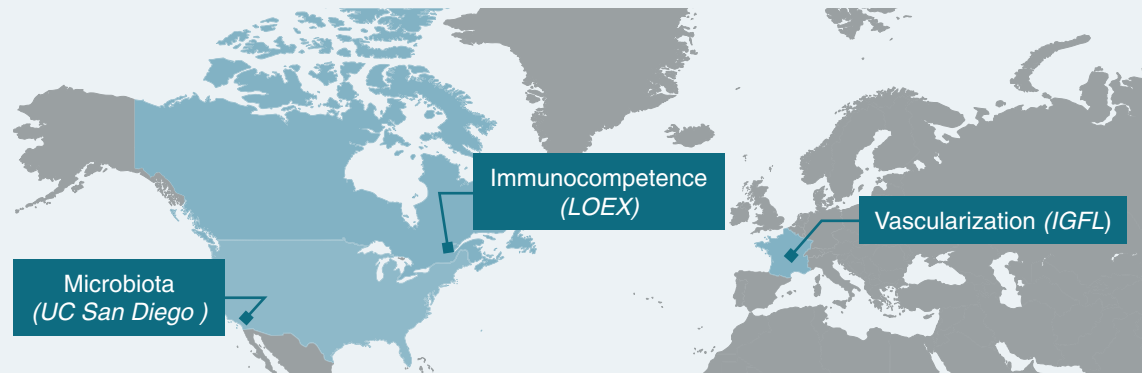 Immunocompetence
(LOEX)
Vascularization (IGFL)
Microbiota
(UC San Diego )